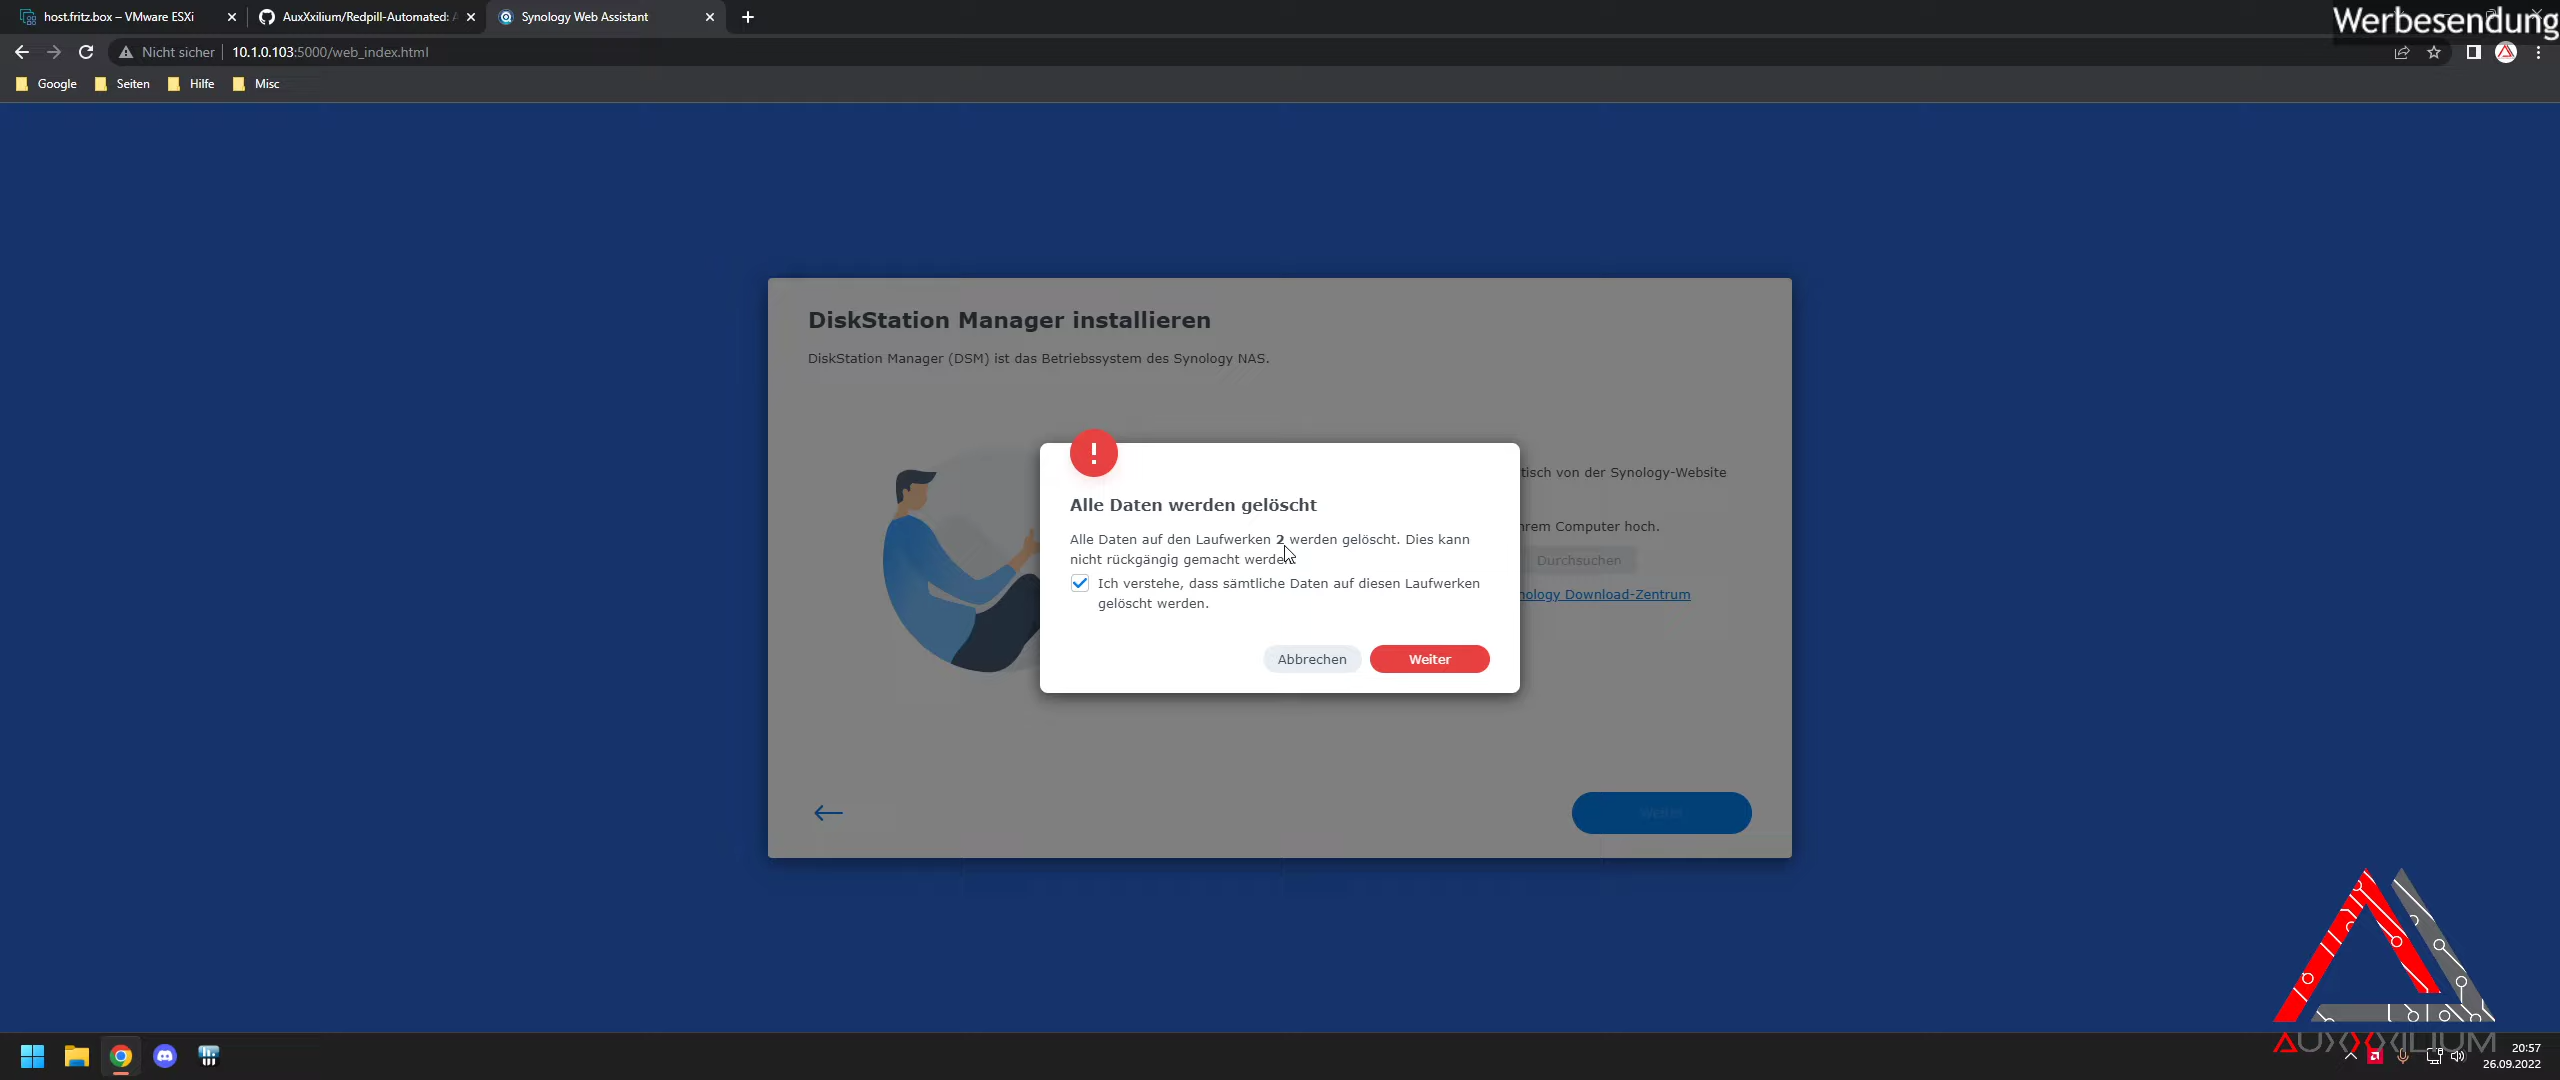 host.fritz.box – VMware ESXi
AuxXxilium/Redpill-Automated: A
Synology Web Assistant
Werbesendung
Nicht sicher
10.1.0.103:5000/web_index.html
Google
Seiten
Hilfe
Misc
DiskStation Manager installieren
DiskStation Manager (DSM) ist das Betriebssystem des Synology NAS.
tisch von der Synology-Website
hrem Computer hoch.
Durchsuchen
nology Download-Zentrum
Alle Daten werden gelöscht
Alle Daten auf den Laufwerken 2 werden gelöscht. Dies kann
nicht rückgängig gemacht werde
Ich verstehe, dass sämtliche Daten auf diesen Laufwerken
gelöscht werden.
Abbrechen
Weiter
Weiter
AUXXXILIUM
20:57
26.09.2022